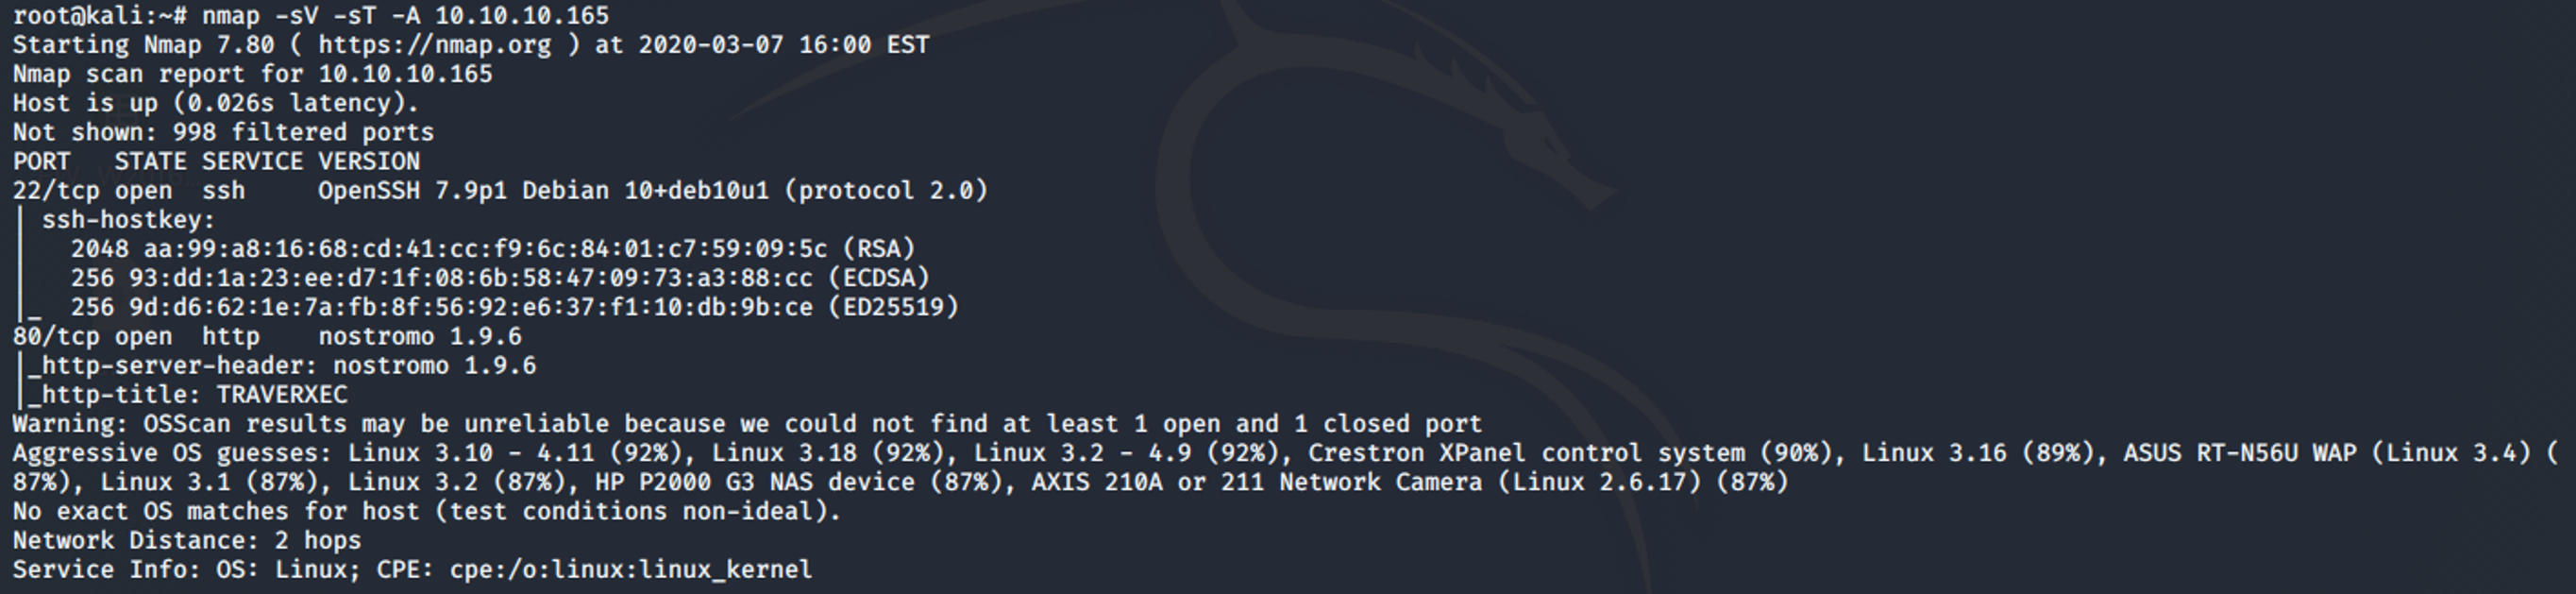 root@kali:~# nmap -sV -sT -A 10.10.10.165
Starting Nmap 7.80 ( https://nmap.org ) at 2020-03-07 16:00 EST
Nmap scan report for 10.10.10.165
Host is up (0.026s latency).
Not shown: 998 filtered ports
PORT   STATE SERVICE VERSION
22/tcp open  ssh     OpenSSH 7.9p1 Debian 10+deb10u1 (protocol 2.0)
| ssh-hostkey:
|   2048 aa:99:a8:16:68:cd:41:cc:f9:6c:84:01:c7:59:09:5c (RSA)
|   256 93:dd:1a:23:ee:d7:1f:08:6b:58:47:09:73:a3:88:cc (ECDSA)
|_  256 9d:d6:62:1e:7a:fb:8f:56:92:e6:37:f1:10:db:9b:ce (ED25519)
80/tcp open  http    nostromo 1.9.6
|_http-server-header: nostromo 1.9.6
|_http-title: TRAVERXEC
Warning: OSScan results may be unreliable because we could not find at least 1 open and 1 closed port
Aggressive OS guesses: Linux 3.10 - 4.11 (92%), Linux 3.18 (92%), Linux 3.2 - 4.9 (92%), Crestron XPanel control system (90%), Linux 3.16 (89%), ASUS RT-N56U WAP (Linux 3.4) (
87%), Linux 3.1 (87%), Linux 3.2 (87%), HP P2000 G3 NAS device (87%), AXIS 210A or 211 Network Camera (Linux 2.6.17) (87%)
No exact OS matches for host (test conditions non-ideal).
Network Distance: 2 hops
Service Info: OS: Linux; CPE: cpe:/o:linux:linux_kernel